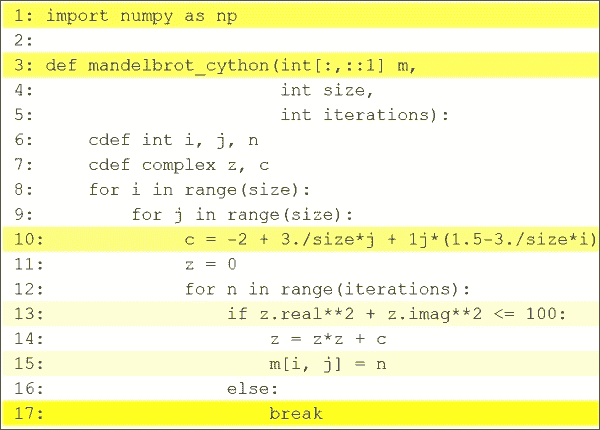 1: import numpy as np
2:
3: def mandelbrot_cython(int[:,::1] m,
4:                       int size,
5:                       int iterations):
6:     cdef int i, j, n
7:     cdef complex z, c
8:     for i in range(size):
9:         for j in range(size):
10:             c = -2 + 3./size*j + 1j*(1.5-3./size*i)
11:             z = 0
12:             for n in range(iterations):
13:                 if z.real**2 + z.imag**2 <= 100:
14:                     z = z*z + c
15:                     m[i, j] = n
16:                 else:
17:                     break